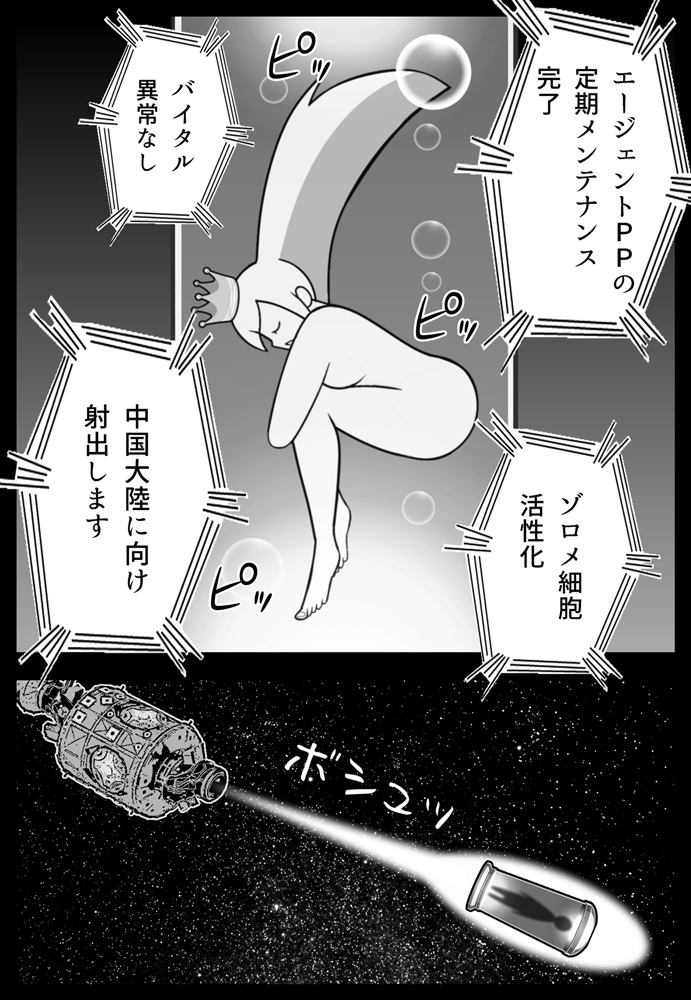 エージェントPPの
定期メンテナンス
完了
ピッ
バイタル
異常なし
ピッ
ゾロメ細胞
活性化
中国大陸に向け
射出します
ピッ
ボシュッ